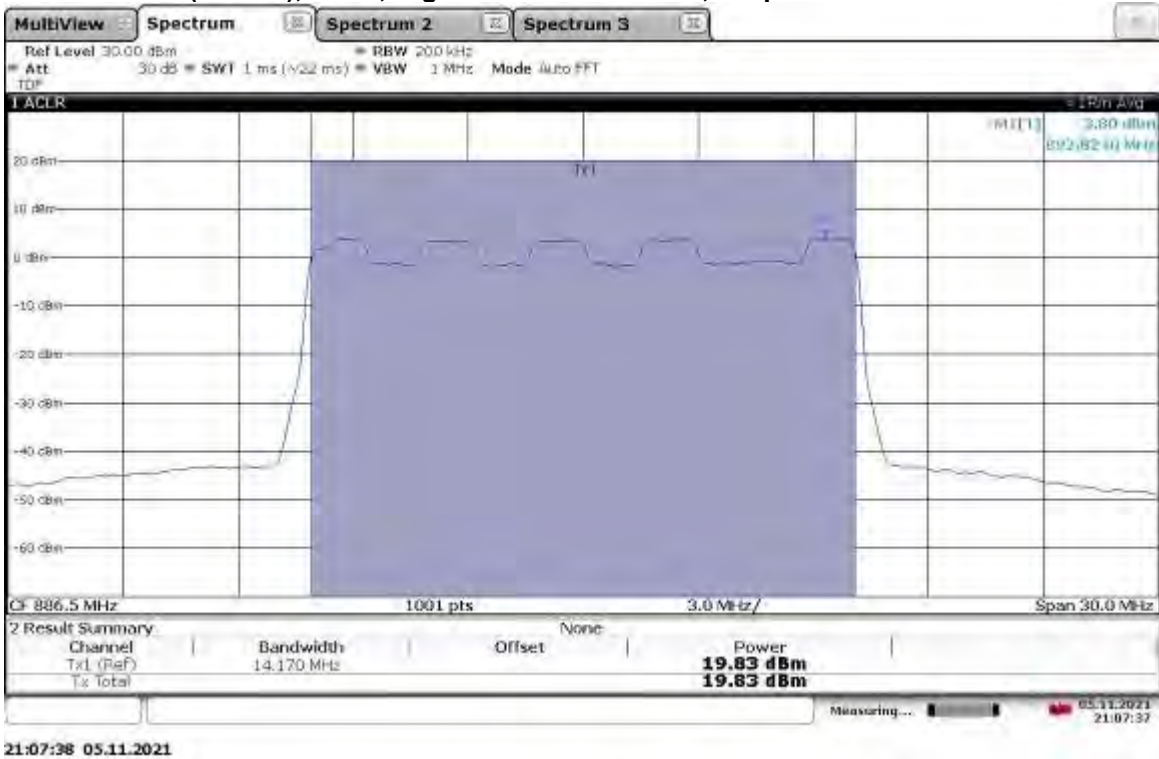 MultiView Spectrum Spectrum 2 Spectrum 3
Ref Level 30.00 dBm RBW 200 kHz
Att 30 dB SWT 1 ms (~22 ms) VBW 1 MHz Mode Auto FFT
TDF
1 ACLR 1Rm Avg
M1[1] 3.80 dBm
MHz
Tx1
20 dBm
10 dBm
0 dBm
-10 dBm
-20 dBm
-30 dBm
-40 dBm
-50 dBm
-60 dBm
CF 886.5 MHz 1001 pts 3.0 MHz/ Span 30.0 MHz
2 Result Summary None
Channel Bandwidth Offset Power
Tx1 (Ref) 14.170 MHz 19.83 dBm
Tx Total 19.83 dBm
Measuring... 05.11.2021
21:07:37
21:07:38 05.11.2021